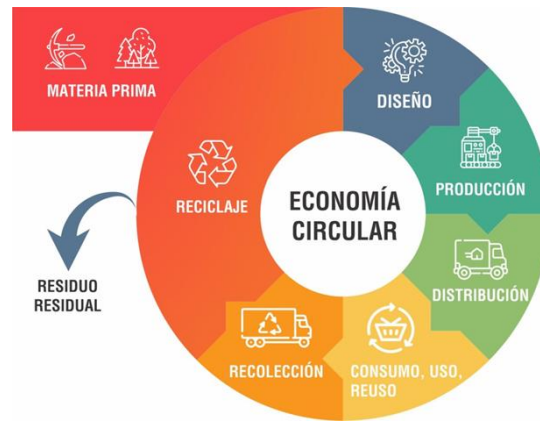 MATERIA PRIMA
DISEÑO
PRODUCCIÓN
RECICLAJE
ECONOMÍA
CIRCULAR
RESIDUO
RESIDUAL
DISTRIBUCIÓN
RECOLECCIÓN
CONSUMO, USO,
REUSO